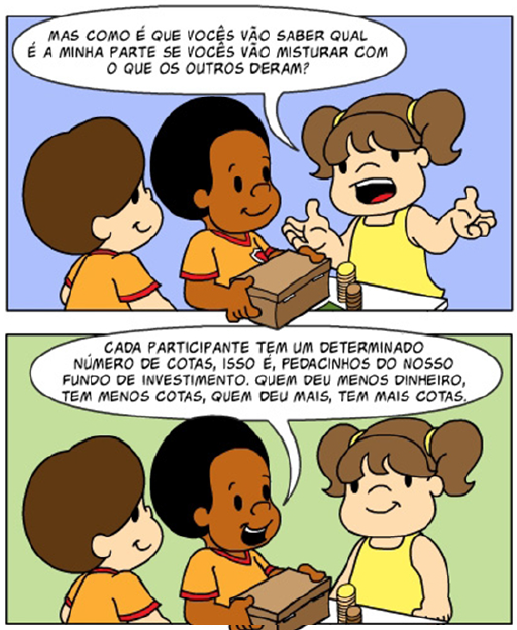 MAS COMO É QUE VOCÊS VÃO SABER QUAL
É A MINHA PARTE SE VOCÊS VÃO MISTURAR COM
O QUE OS OUTROS DERAM?
CADA PARTICIPANTE TEM UM DETERMINADO
NÚMERO DE COTAS, ISSO É, PEDACINHOS DO NOSSO
FUNDO DE INVESTIMENTO. QUEM DEU MENOS DINHEIRO,
TEM MENOS COTAS, QUEM DEU MAIS, TEM MAIS COTAS.